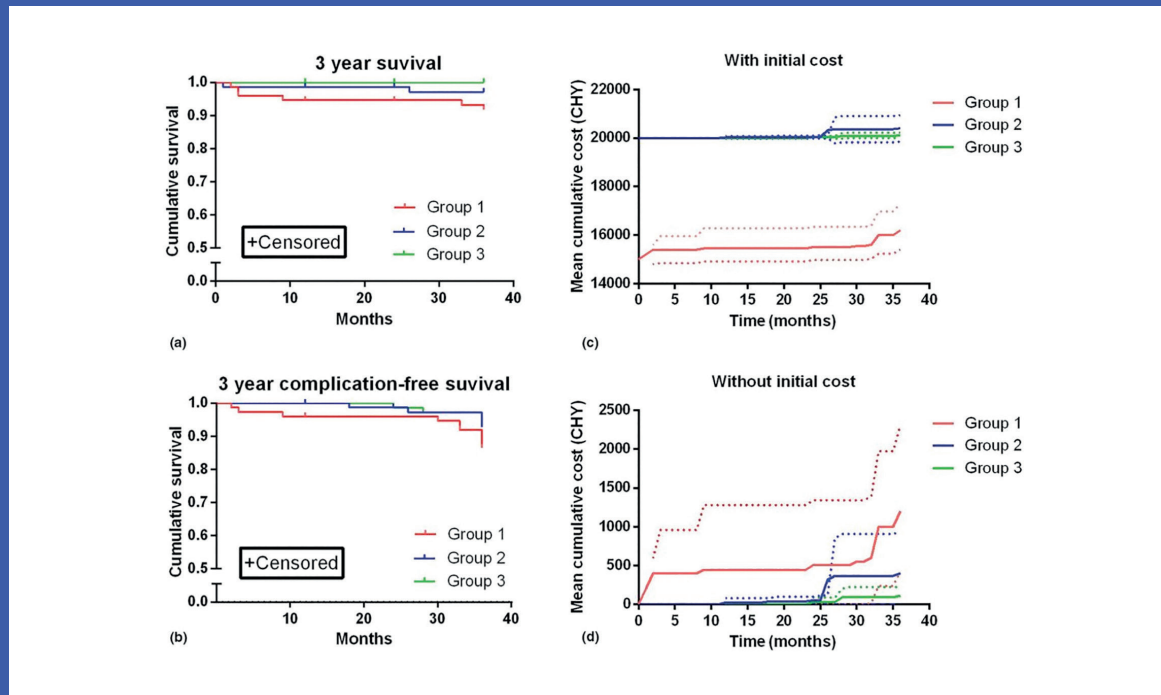 3 year suvival
Cumulative survival
1.0
0.9
0.8
0.7
0.6
0.5
0.0
+Censored
Group 1
Group 2
Group 3
0
10
20
30
40
Months
(a)
With initial cost
Mean cumulative cost (CHY)
22000
20000
18000
16000
14000
Group 1
Group 2
Group 3
0
5
10
15
20
25
30
35
40
Time (months)
(c)
3 year complication-free suvival
Cumulative survival
1.0
0.9
0.8
0.7
0.6
0.5
0.0
+Censored
Group 1
Group 2
Group 3
10
20
30
40
Months
(b)
Without initial cost
Mean cumulative cost (CHY)
2500
2000
1500
1000
500
0
Group 1
Group 2
Group 3
0
5
10
15
20
25
30
35
40
Time (months)
(d)